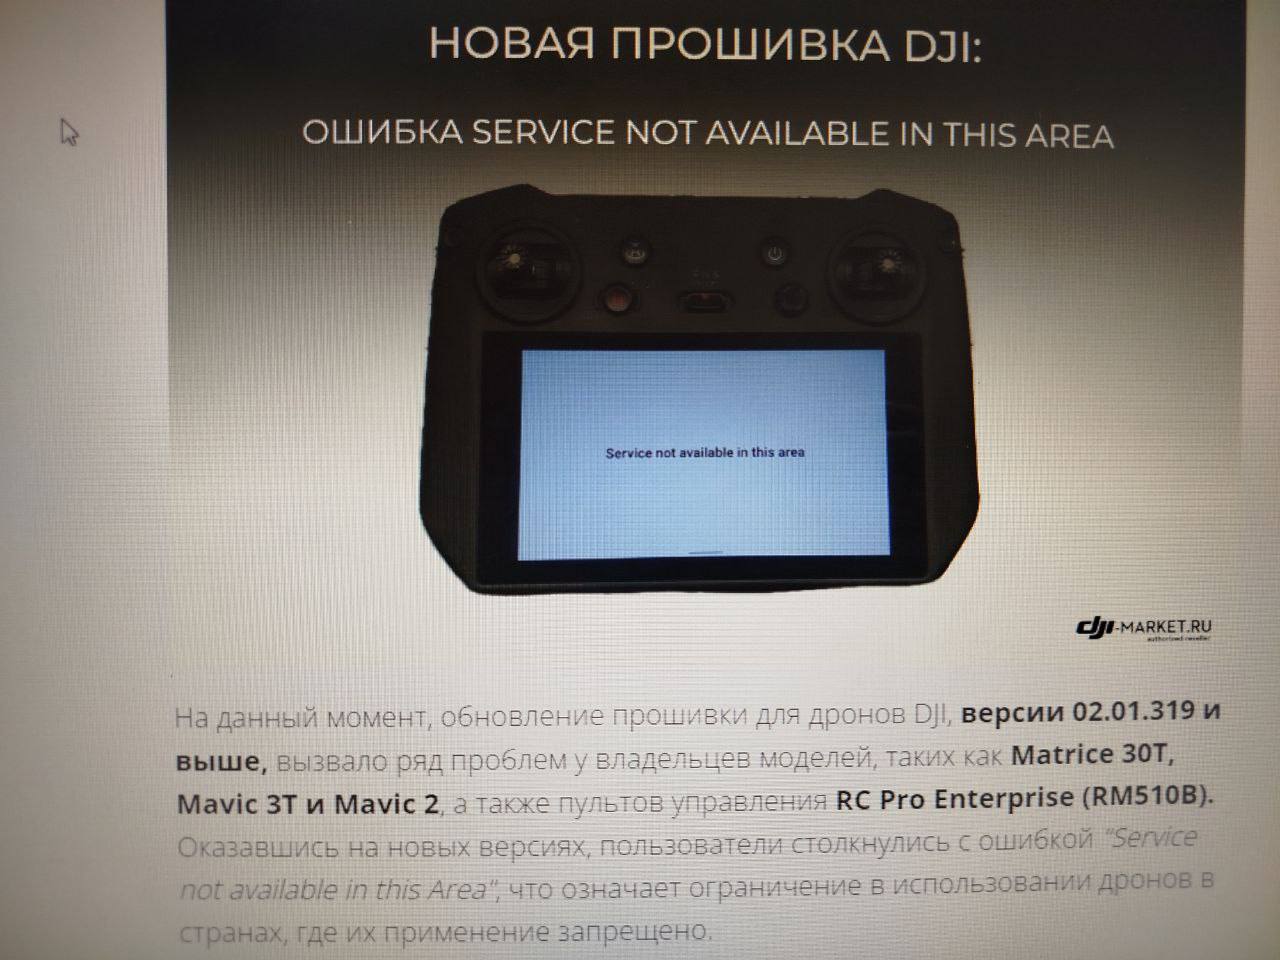 НОВАЯ ПРОШИВКА DJI:
ОШИБКА SERVICE NOT AVAILABLE IN THIS AREA
Service not available in this area
dji-MARKET.RU
authorized reseller
На данный момент, обновление прошивки для дронов DJI, версии 02.01.319 и
выше, вызвало ряд проблем у владельцев моделей, таких как Matrice 30T,
Mavic 3T и Mavic 2, а также пультов управления RC Pro Enterprise (RM510B).
Оказавшись на новых версиях, пользователи столкнулись с ошибкой "Service
not available in this Area", что означает ограничение в использовании дронов в
странах, где их применение запрещено.